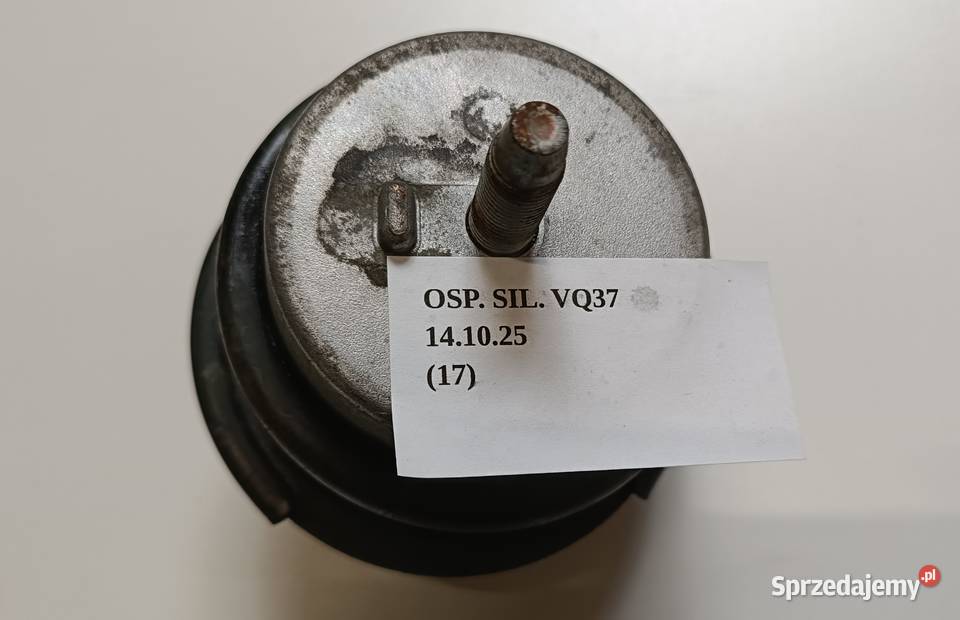 OSP. SIL. VQ37
14.10.25
(17)
Sprzedajemy.pl